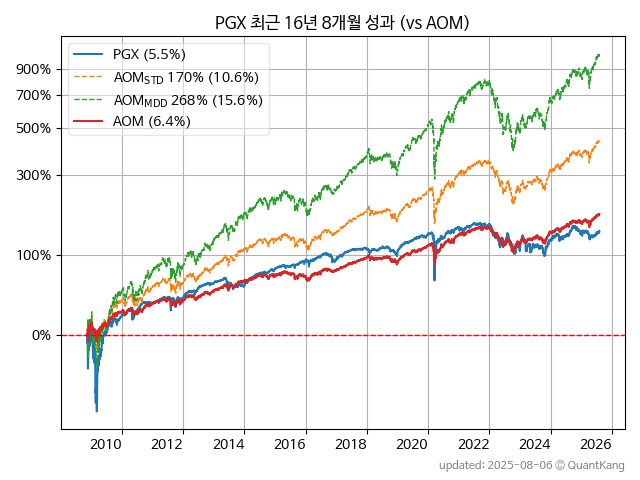 PGX 최근 16년 8개월 성과 (vs AOM)
PGX (5.5%)
AOMSTD 170% (10.6%)
AOMMDD 268% (15.6%)
AOM (6.4%)
900%
700%
500%
300%
100%
0%
2010 2012 2014 2016 2018 2020 2022 2024 2026
updated: 2025-08-06 © QuantKang